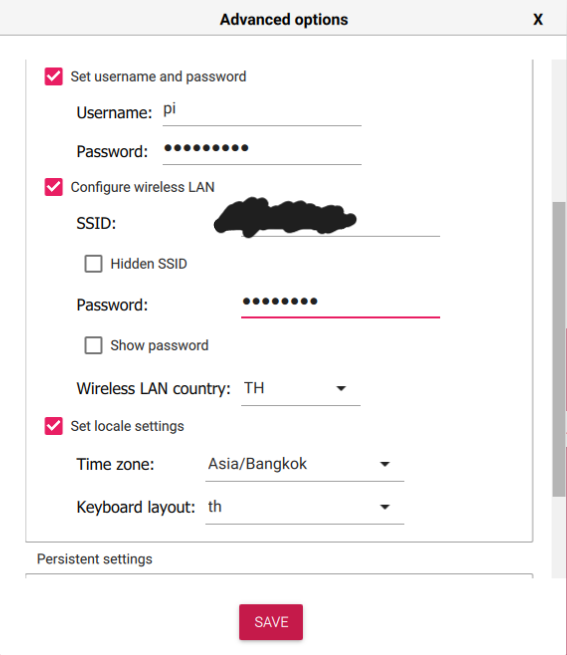 Advanced options X
Set username and password
Username: pi
Password: •••••••••
Configure wireless LAN
SSID:
Hidden SSID
Password: ••••••••
Show password
Wireless LAN country: TH
Set locale settings
Time zone: Asia/Bangkok
Keyboard layout: th
Persistent settings
SAVE